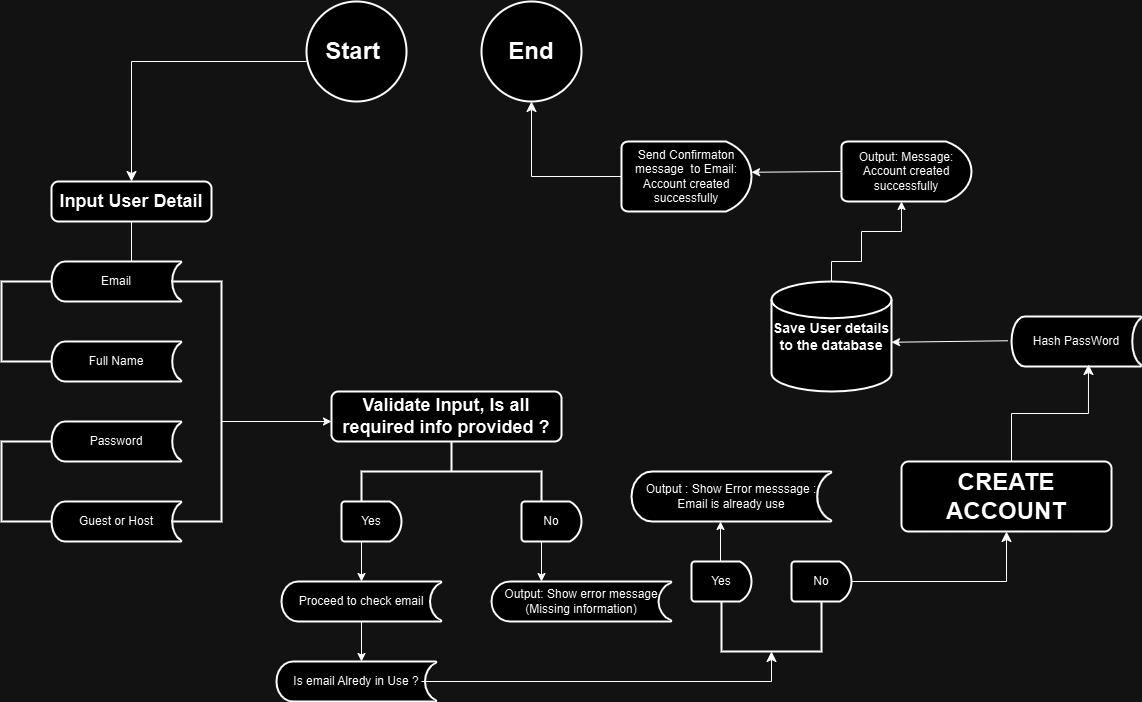 Start
End
Input User Detail
Email
Full Name
Password
Guest or Host
Validate Input, Is all
required info provided ?
Yes
No
Proceed to check email
Output: Show error message
(Missing information)
Is email Alredy in Use ?
Output : Show Error messsage :
Email is already use
Yes
No
CREATE
ACCOUNT
Hash PassWord
Save User details
to the database
Output: Message:
Account created
successfully
Send Confirmaton
message to Email:
Account created
successfully